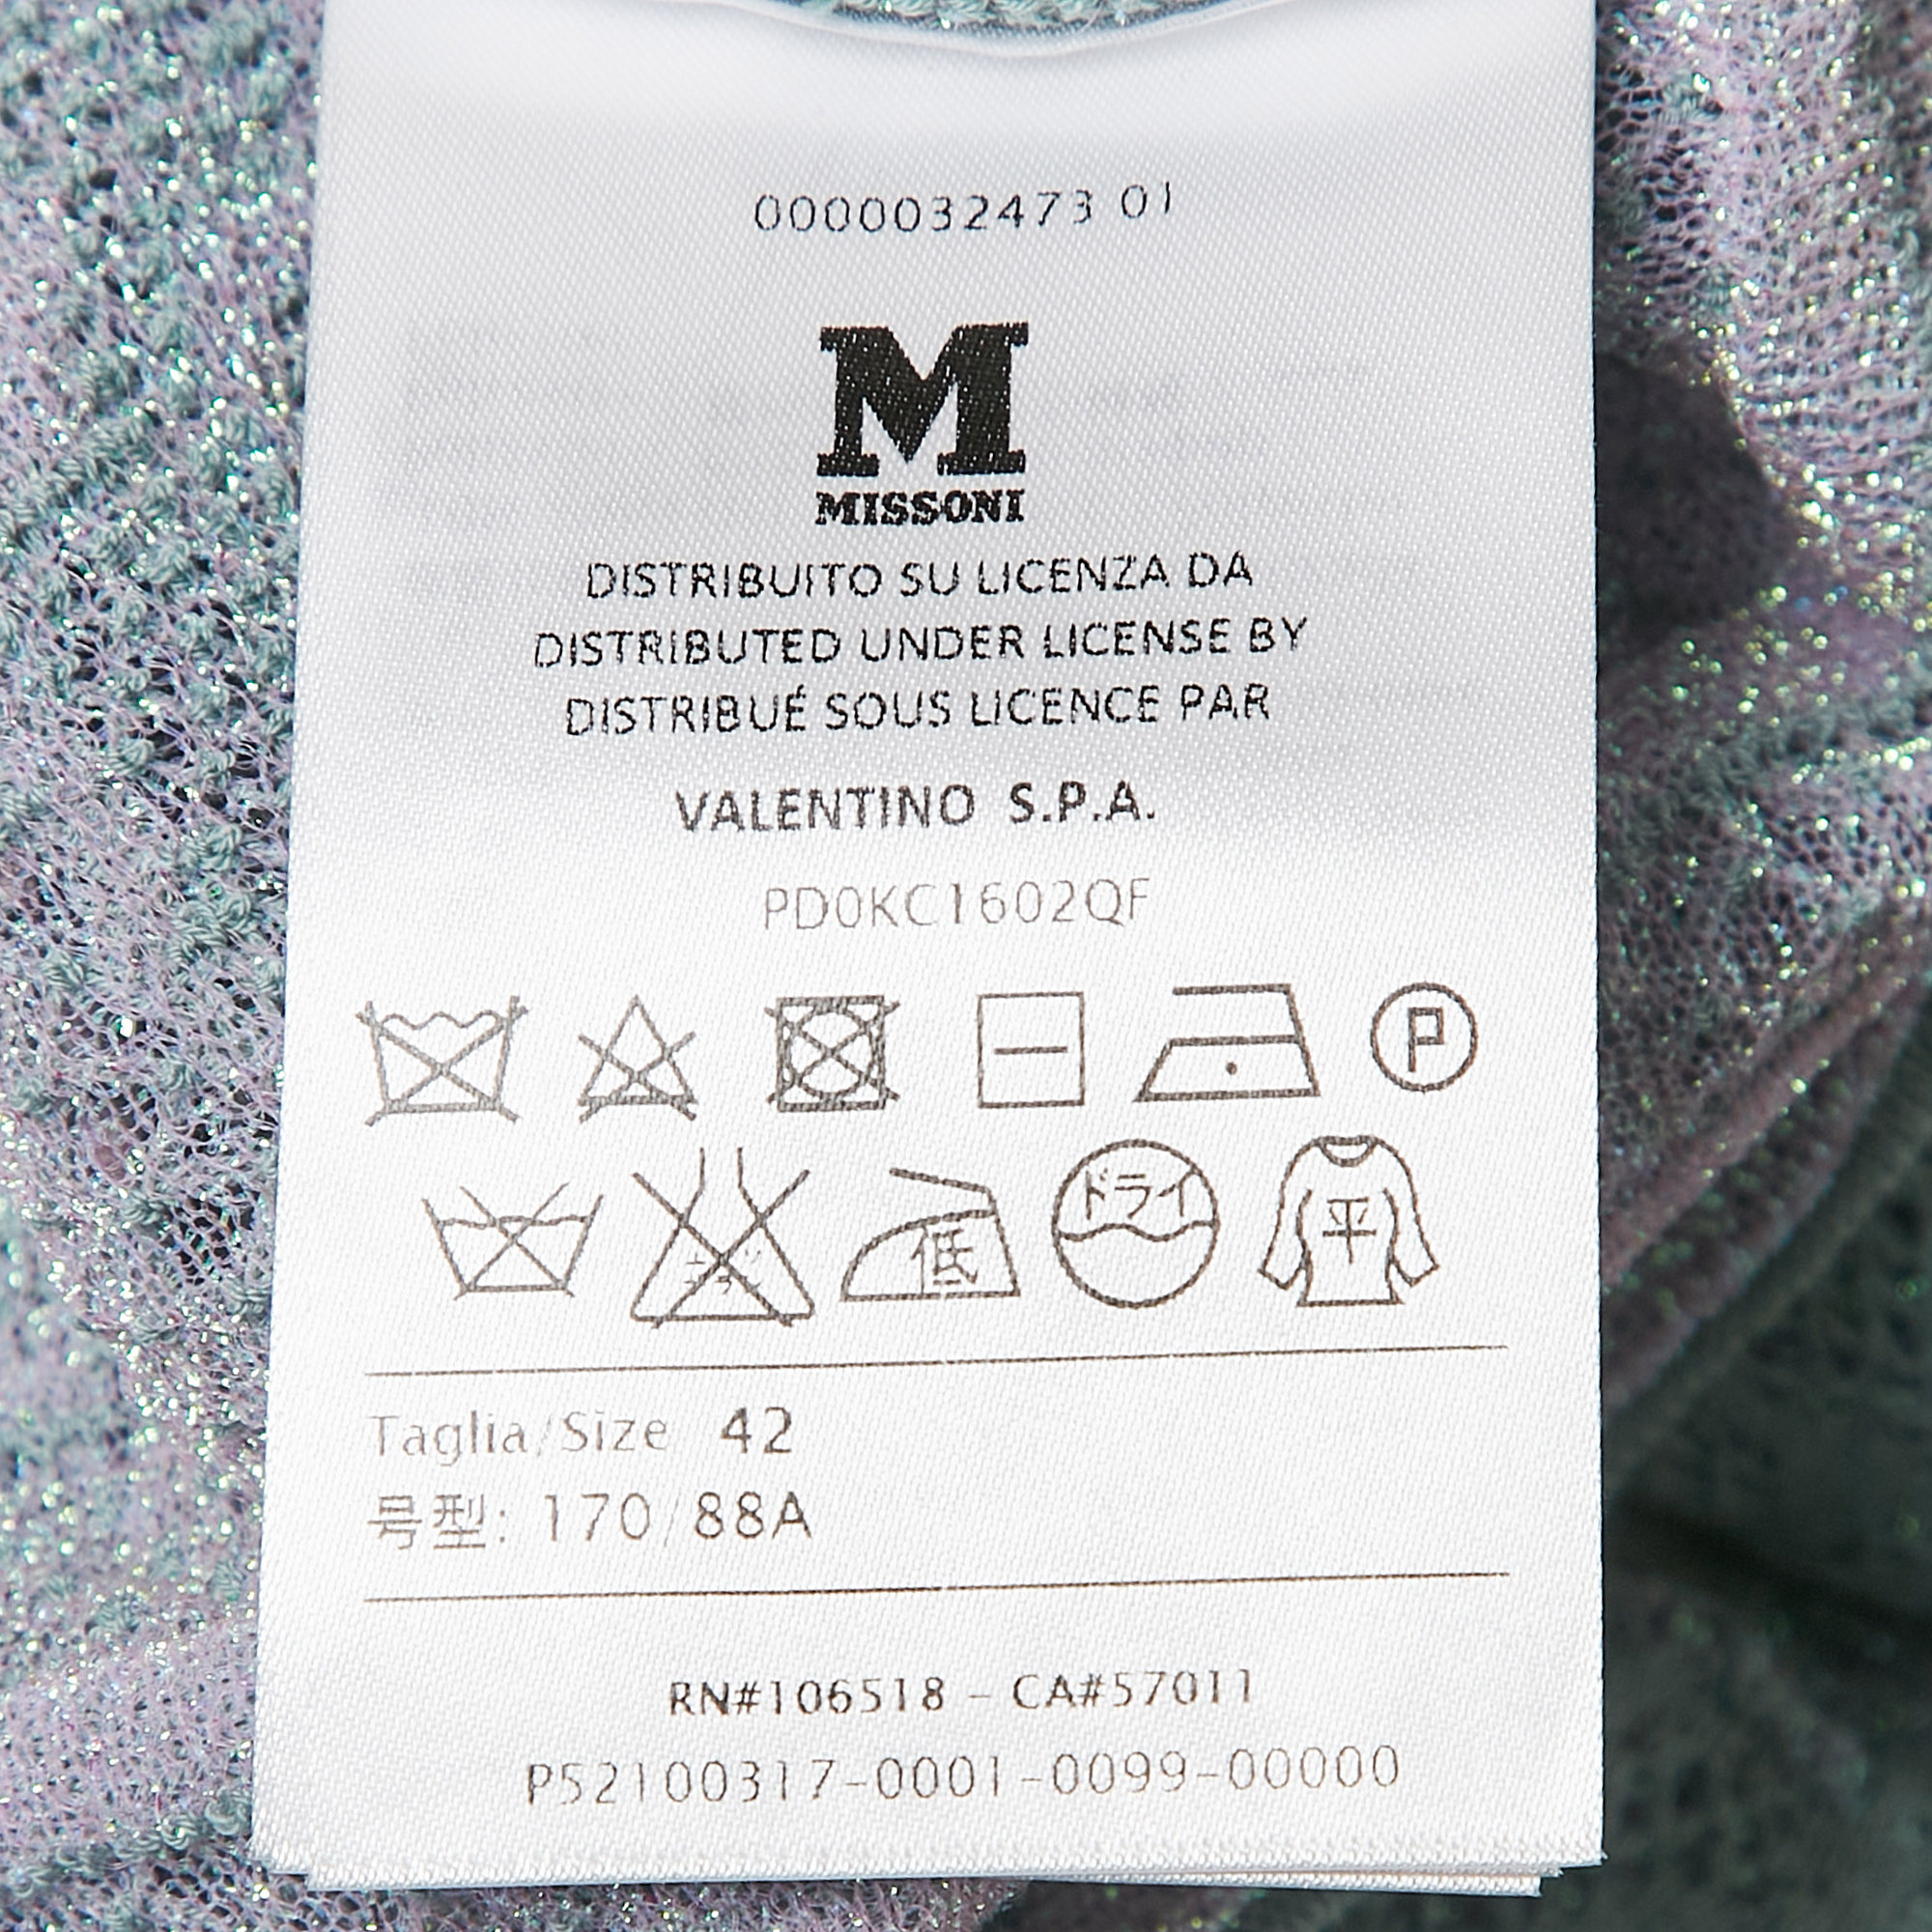 0000032473 01
M
MISSONI
DISTRIBUITO SU LICENZA DA
DISTRIBUTED UNDER LICENSE BY
DISTRIBUÉ SOUS LICENCE PAR
VALENTINO S.P.A.
PD0KC1602QF
P
低 ドライ 平
Taglia/Size 42
号型: 170/88A
RN#106518 - CA#57011
P52100317-0001-0099-00000